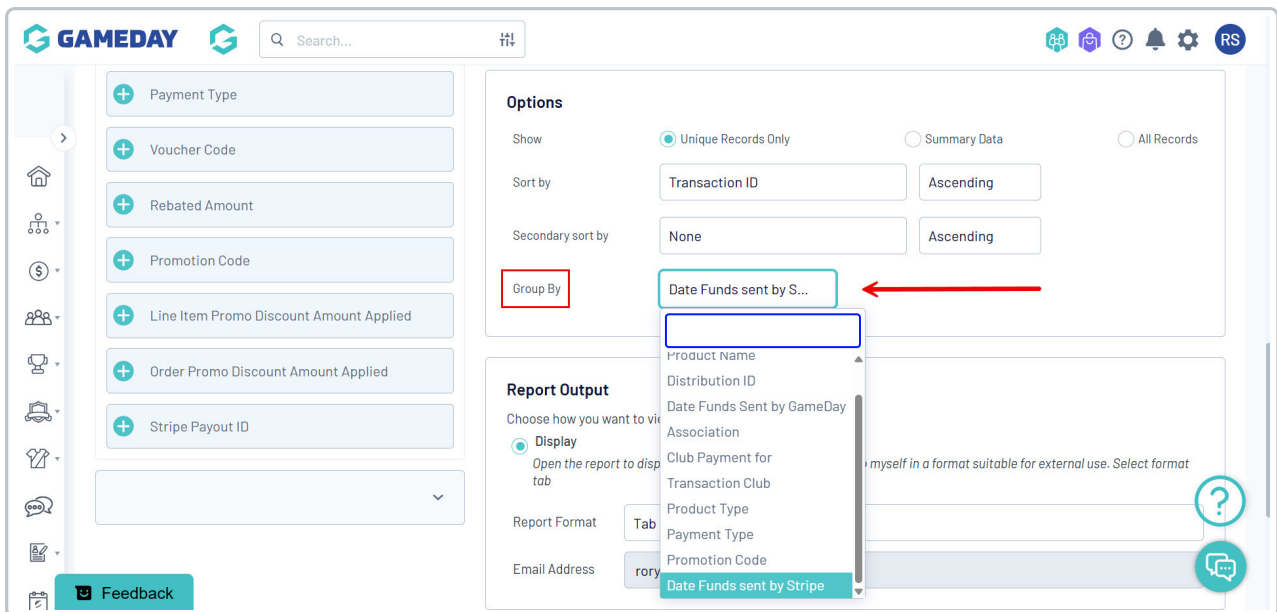 GAMEDAY
Search...
RS
Payment Type
Voucher Code
Rebated Amount
Promotion Code
Line Item Promo Discount Amount Applied
Order Promo Discount Amount Applied
Stripe Payout ID
Options
Show
Unique Records Only
Summary Data
All Records
Sort by
Transaction ID
Ascending
Secondary sort by
None
Ascending
Group By
Date Funds sent by S...
Product Name
Distribution ID
Date Funds Sent by GameDay
Association
Club Payment for
Transaction Club
Product Type
Payment Type
Promotion Code
Date Funds sent by Stripe
Report Output
Choose how you want to vi
Display
Open the report to disp
myself in a format suitable for external use. Select format
tab
Report Format
Tab
Email Address
rory
Feedback